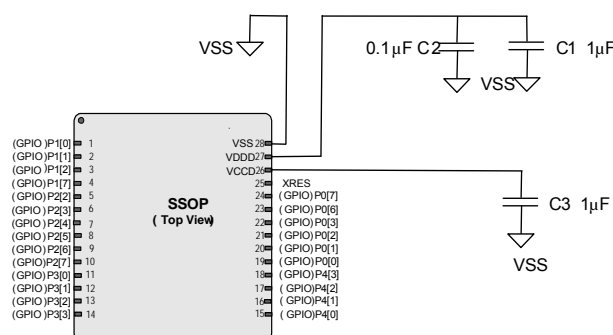 VSS
0.1µF C2
C1 1µF
VSS
(GPIO )P1[0] 1
(GPIO)P1[1] 2
(GPIO )P1[2] 3
(GPIO)P1[7] 4
(GPIO)P2[2] 5
(GPIO)P2[3] 6
(GPIO)P2[4] 7
(GPIO)P2[5] 8
(GPIO)P2[6] 9
(GPIO)P2[7] 10
(GPIO)P3[0] 11
(GPIO)P3[1] 12
(GPIO)P3[2] 13
(GPIO)P3[3] 14
SSOP
( Top View)
VSS 28
VDDD 27
VCCD 26
25 XRES
24 (GPIO)P0[7]
23 (GPIO)P0[6]
22 (GPIO)P0[3]
21 (GPIO)P0[2]
20 (GPIO)P0[1]
19 (GPIO)P0[0]
18 (GPIO)P4[3]
17 ( GPIO)P4[2]
16 ( GPIO)P4[1]
15 ( GPIO)P4[0]
C3 1µF
VSS